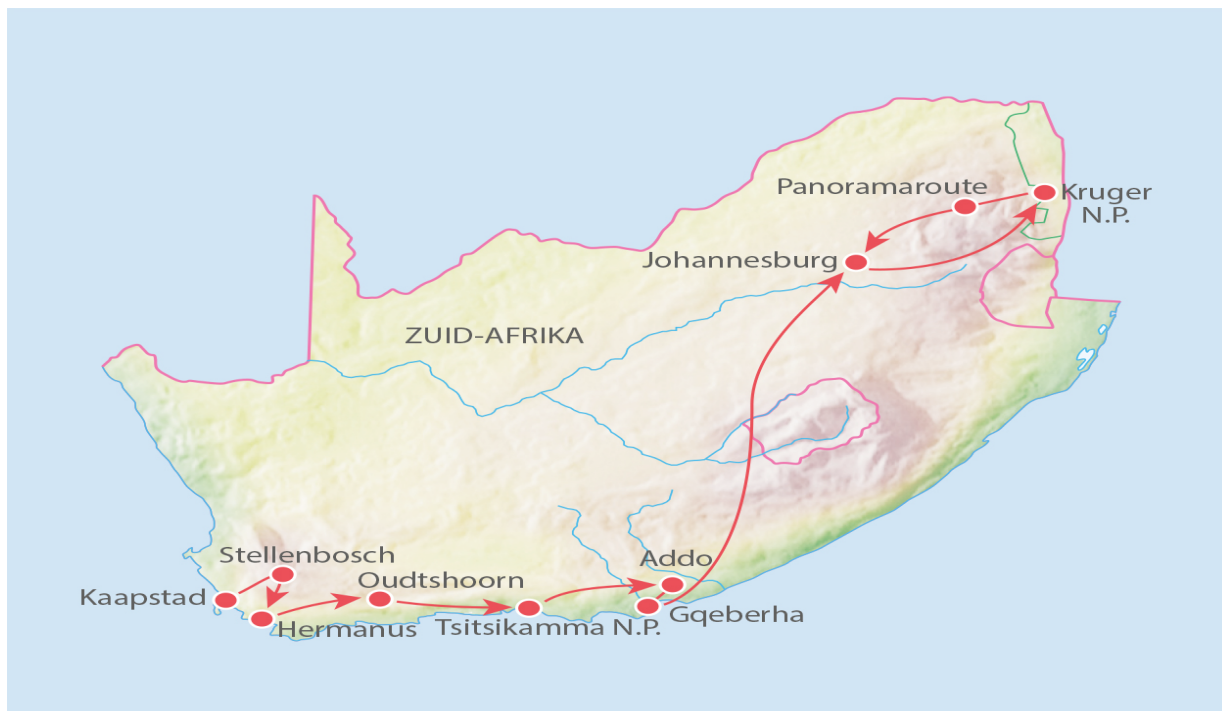 Panoramaroute
Kruger
N.P.
Johannesburg
ZUID-AFRIKA
Stellenbosch
Addo
Oudtshoorn
Kaapstad
Gqeberha
Hermanus
Tsitsikamma N.P.